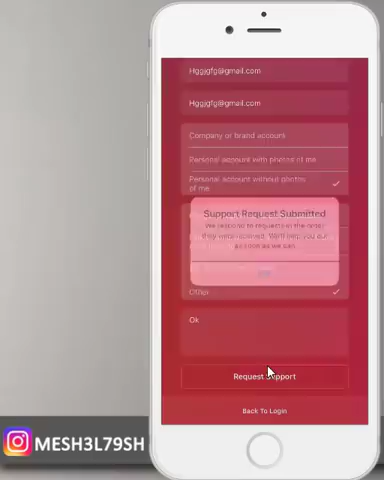 Hggjgfg@gmail.com
Hggjgfg@gmail.com
Company or brand account
Personal account with photos of me
Personal account without photos
of me
Support Request Submitted
We respond to requests in the order
they were received. We'll help you out
as soon as we can.
Other
Ok
Request Support
Back To Login
MESH3L79SH